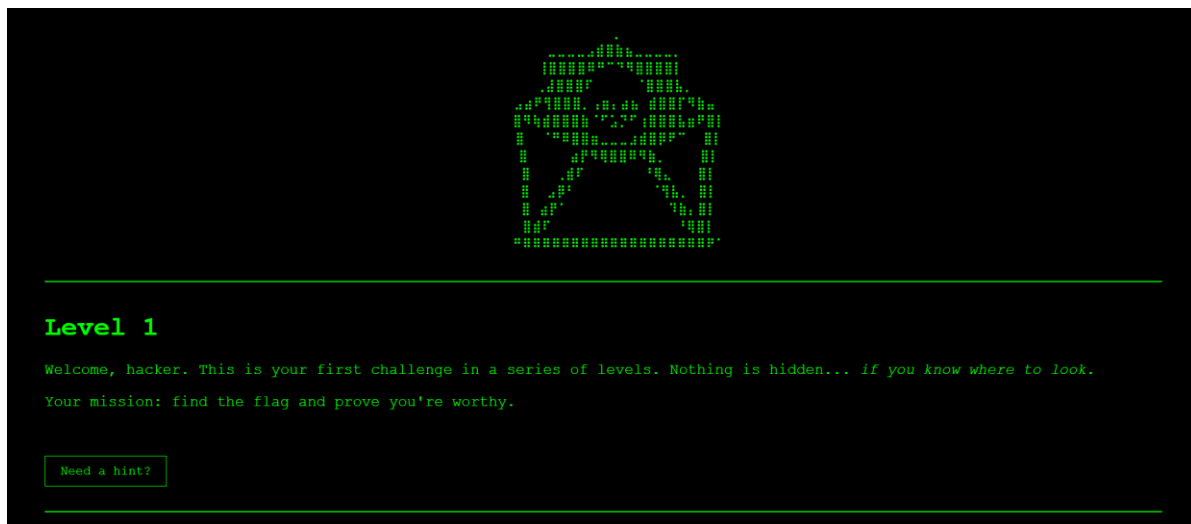 Level 1
Welcome, hacker. This is your first challenge in a series of levels. Nothing is hidden... if you know where to look.
Your mission: find the flag and prove you're worthy.
Need a hint?